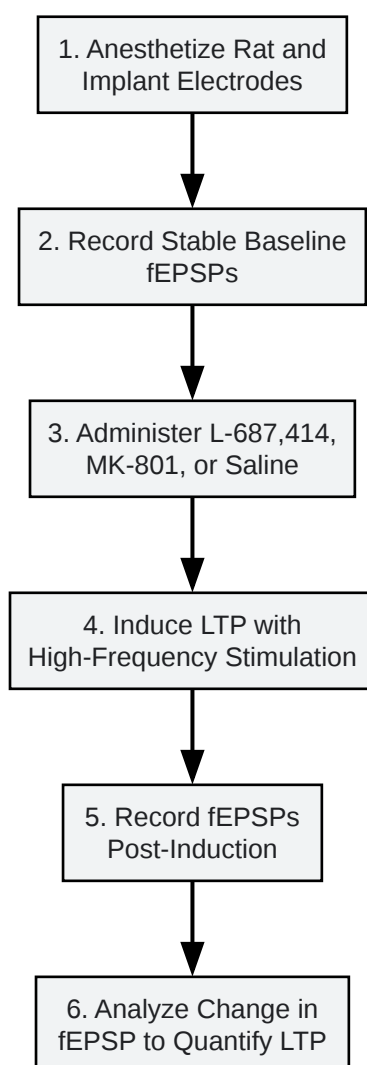 1. Anesthetize Rat and
Implant Electrodes
2. Record Stable Baseline
fEPSPs
3. Administer L-687,414,
MK-801, or Saline
4. Induce LTP with
High-Frequency Stimulation
5. Record fEPSPs
Post-Induction
6. Analyze Change in
fEPSP to Quantify LTP